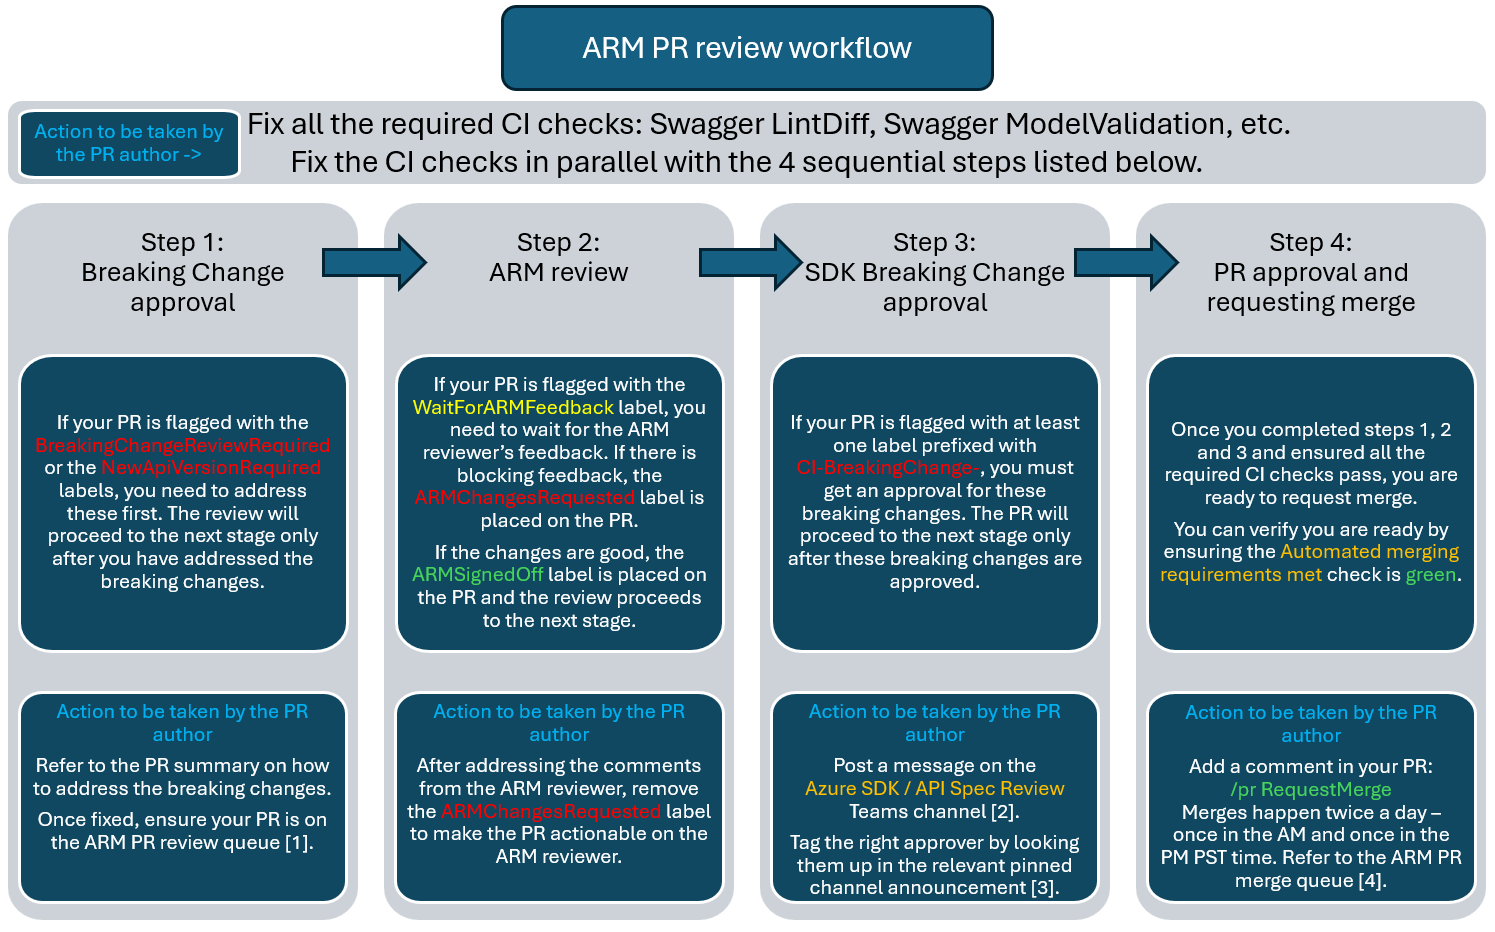 ARM PR review workflow
Action to be taken by
the PR author ->
Fix all the required CI checks: Swagger LintDiff, Swagger ModelValidation, etc.
Fix the CI checks in parallel with the 4 sequential steps listed below.
Step 1:
Breaking Change
approval
If your PR is flagged with the
BreakingChangeReviewRequired
or the NewApiVersionRequired
labels, you need to address
these first. The review will
proceed to the next stage only
after you have addressed the
breaking changes.
Action to be taken by the PR
author
Refer to the PR summary on how
to address the breaking changes.
Once fixed, ensure your PR is on
the ARM PR review queue [1].
Step 2:
ARM review
If your PR is flagged with the
WaitForARMFeedback label, you
need to wait for the ARM
reviewer’s feedback. If there is
blocking feedback, the
ARMChangesRequested label is
placed on the PR.
If the changes are good, the
ARMSignedOff label is placed on
the PR and the review proceeds
to the next stage.
Action to be taken by the PR
author
After addressing the comments
from the ARM reviewer, remove
the ARMChangesRequested label
to make the PR actionable on the
ARM reviewer.
Step 3:
SDK Breaking Change
approval
If your PR is flagged with at least
one label prefixed with
CI-BreakingChange-, you must
get an approval for these
breaking changes. The PR will
proceed to the next stage only
after these breaking changes are
approved.
Action to be taken by the PR
author
Post a message on the
Azure SDK / API Spec Review
Teams channel [2].
Tag the right approver by looking
them up in the relevant pinned
channel announcement [3].
Step 4:
PR approval and
requesting merge
Once you completed steps 1, 2
and 3 and ensured all the
required CI checks pass, you are
ready to request merge.
You can verify you are ready by
ensuring the Automated merging
requirements met check is green.
Action to be taken by the PR
author
Add a comment in your PR:
/pr RequestMerge
Merges happen twice a day –
once in the AM and once in the
PM PST time. Refer to the ARM PR
merge queue [4].